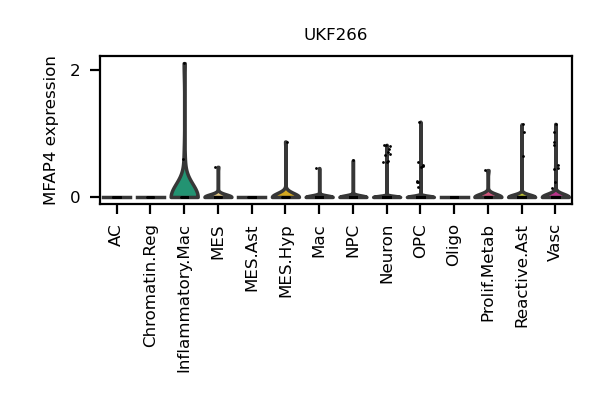 UKF266
MFAP4 expression
2
0
AC
Chromatin.Reg
Inflammatory.Mac
MES
MES.Ast
MES.Hyp
Mac
NPC
Neuron
OPC
Oligo
Prolif.Metab
Reactive.Ast
Vasc